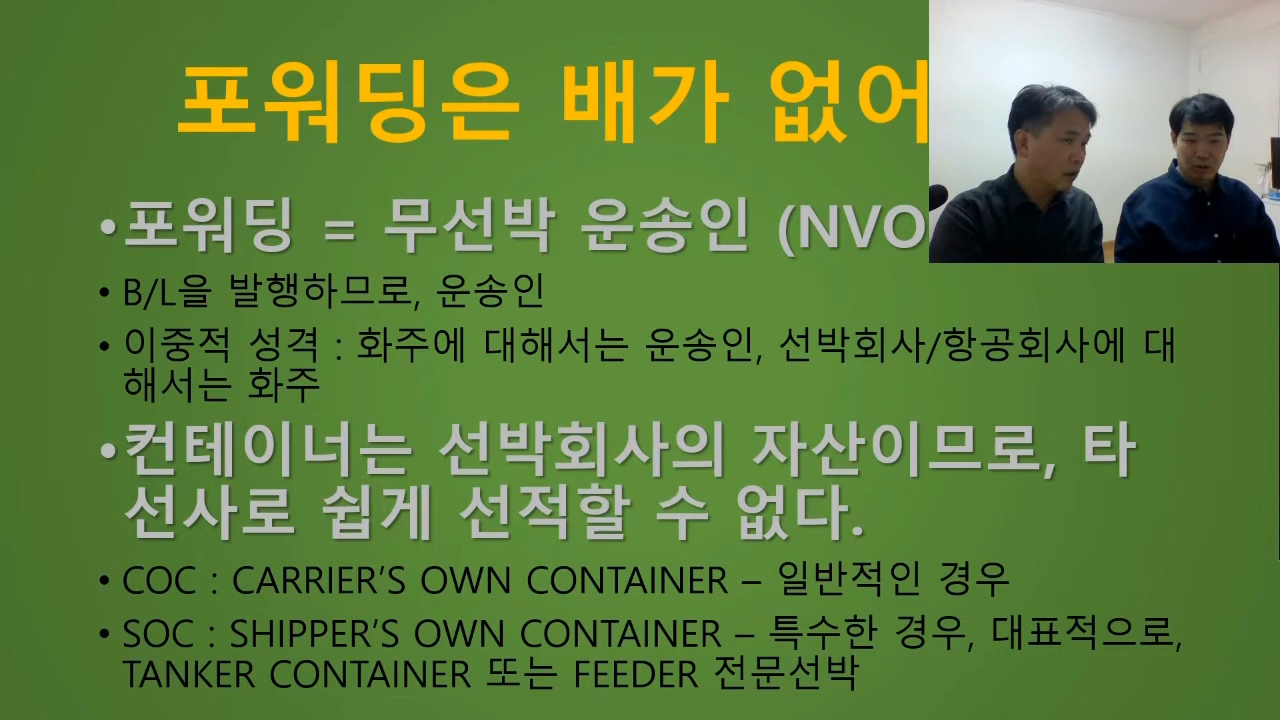 포워딩은 배가 없어
•포워딩 = 무선박 운송인 (NVO
• B/L을 발행하므로, 운송인
• 이중적 성격 : 화주에 대해서는 운송인, 선박회사/항공회사에 대
해서는 화주
•컨테이너는 선박회사의 자산이므로, 타
선사로 쉽게 선적할 수 없다.
• COC : CARRIER’S OWN CONTAINER – 일반적인 경우
• SOC : SHIPPER’S OWN CONTAINER – 특수한 경우, 대표적으로,
TANKER CONTAINER 또는 FEEDER 전문선박